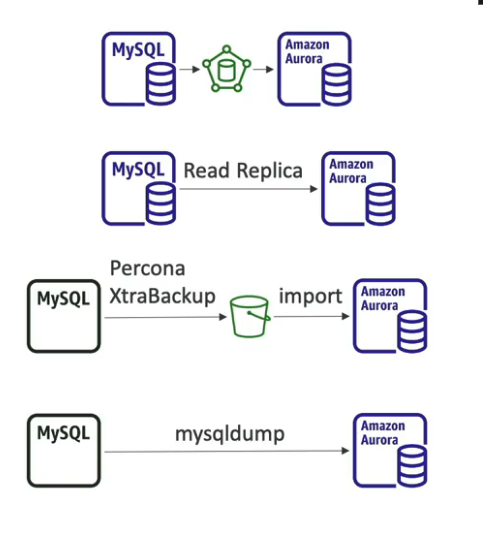 MySQL
Amazon
Aurora
MySQL
Read Replica
Amazon
Aurora
Percona
XtraBackup
MySQL
import
Amazon
Aurora
MySQL
mysqldump
Amazon
Aurora